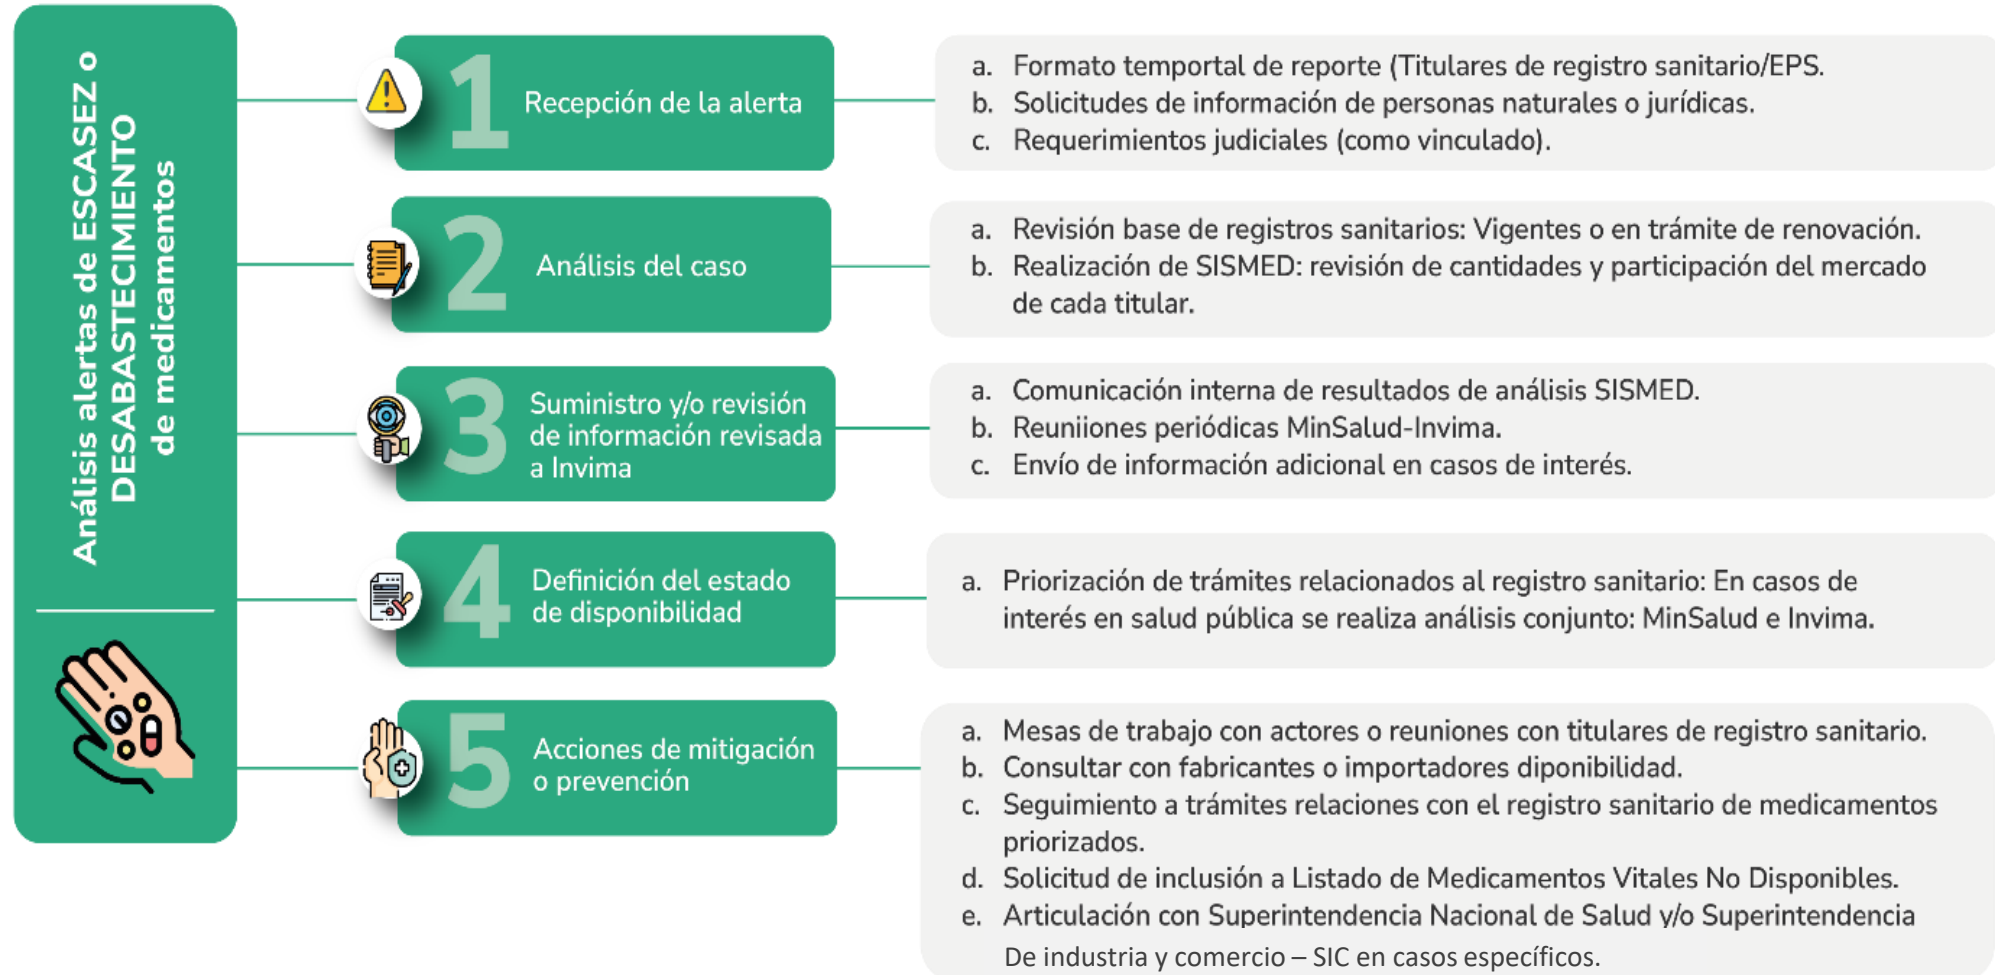 Análisis alertas de ESCASEZ o
DESABASTECIMIENTO
de medicamentos
1
Recepción de la alerta
a. Formato temportal de reporte (Titulares de registro sanitario/EPS.
b. Solicitudes de información de personas naturales o jurídicas.
c. Requerimientos judiciales (como vinculado).
2
Análisis del caso
a. Revisión base de registros sanitarios: Vigentes o en trámite de renovación.
b. Realización de SISMED: revisión de cantidades y participación del mercado
de cada titular.
3
Suministro y/o revisión
de información revisada
a Invima
a. Comunicación interna de resultados de análisis SISMED.
b. Reuniiones periódicas MinSalud-Invima.
c. Envío de información adicional en casos de interés.
4
Definición del estado
de disponibilidad
a. Priorización de trámites relacionados al registro sanitario: En casos de
interés en salud pública se realiza análisis conjunto: MinSalud e Invima.
5
Acciones de mitigación
o prevención
a. Mesas de trabajo con actores o reuniones con titulares de registro sanitario.
b. Consultar con fabricantes o importadores diponibilidad.
c. Seguimiento a trámites relaciones con el registro sanitario de medicamentos
priorizados.
d. Solicitud de inclusión a Listado de Medicamentos Vitales No Disponibles.
e. Articulación con Superintendencia Nacional de Salud y/o Superintendencia
De industria y comercio – SIC en casos específicos.